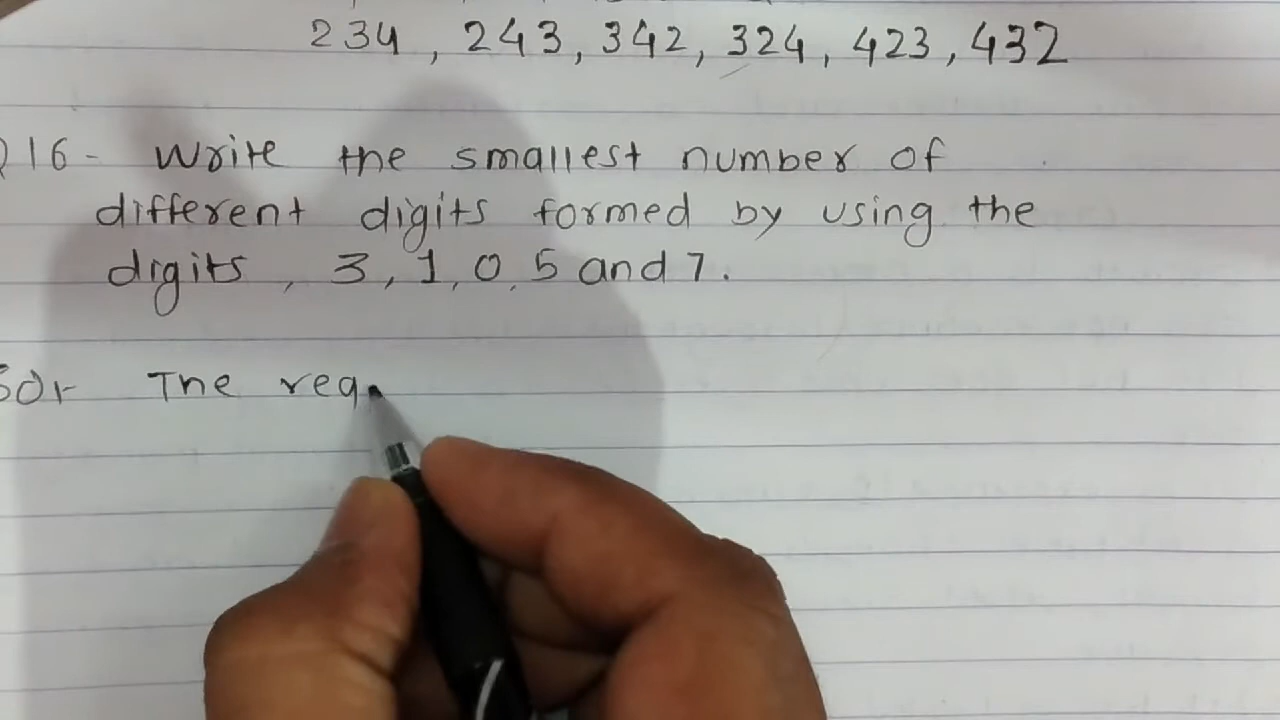 234, 243, 342, 324, 423, 432
Q16- Write the smallest number of
different digits formed by using the
digits, 3, 1, 0, 5 and 7.
Sol- The req